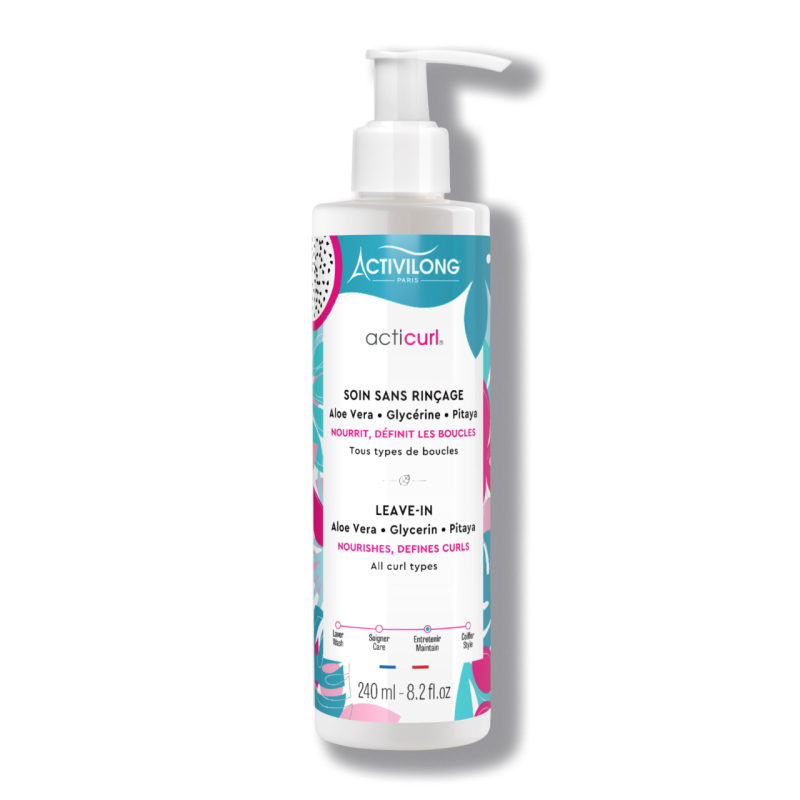 ACTIVILONG
PARIS
acticurl®
SOIN SANS RINÇAGE
Aloe Vera • Glycérine • Pitaya
NOURRIT, DÉFINIT LES BOUCLES
Tous types de boucles
LEAVE-IN
Aloe Vera • Glycerin • Pitaya
NOURISHES, DEFINES CURLS
All curl types
Laver Soigner Entretenir Coiffer
Wash Care Maintain Style
240 ml - 8.2 fl.oz